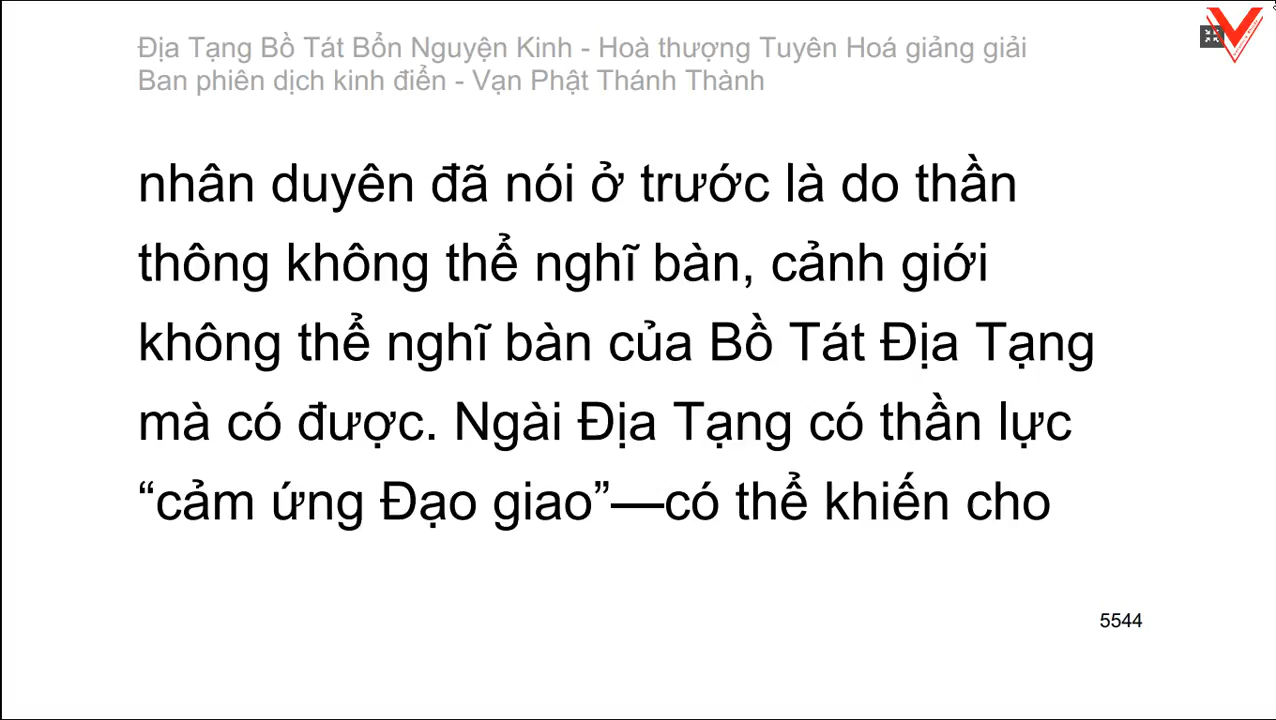 Địa Tạng Bồ Tát Bổn Nguyện Kinh - Hoà thượng Tuyên Hoá giảng giải
Ban phiên dịch kinh điển - Vạn Phật Thánh Thành
nhân duyên đã nói ở trước là do thần
thông không thể nghĩ bàn, cảnh giới
không thể nghĩ bàn của Bồ Tát Địa Tạng
mà có được. Ngài Địa Tạng có thần lực
“cảm ứng Đạo giao”—có thể khiến cho
5544